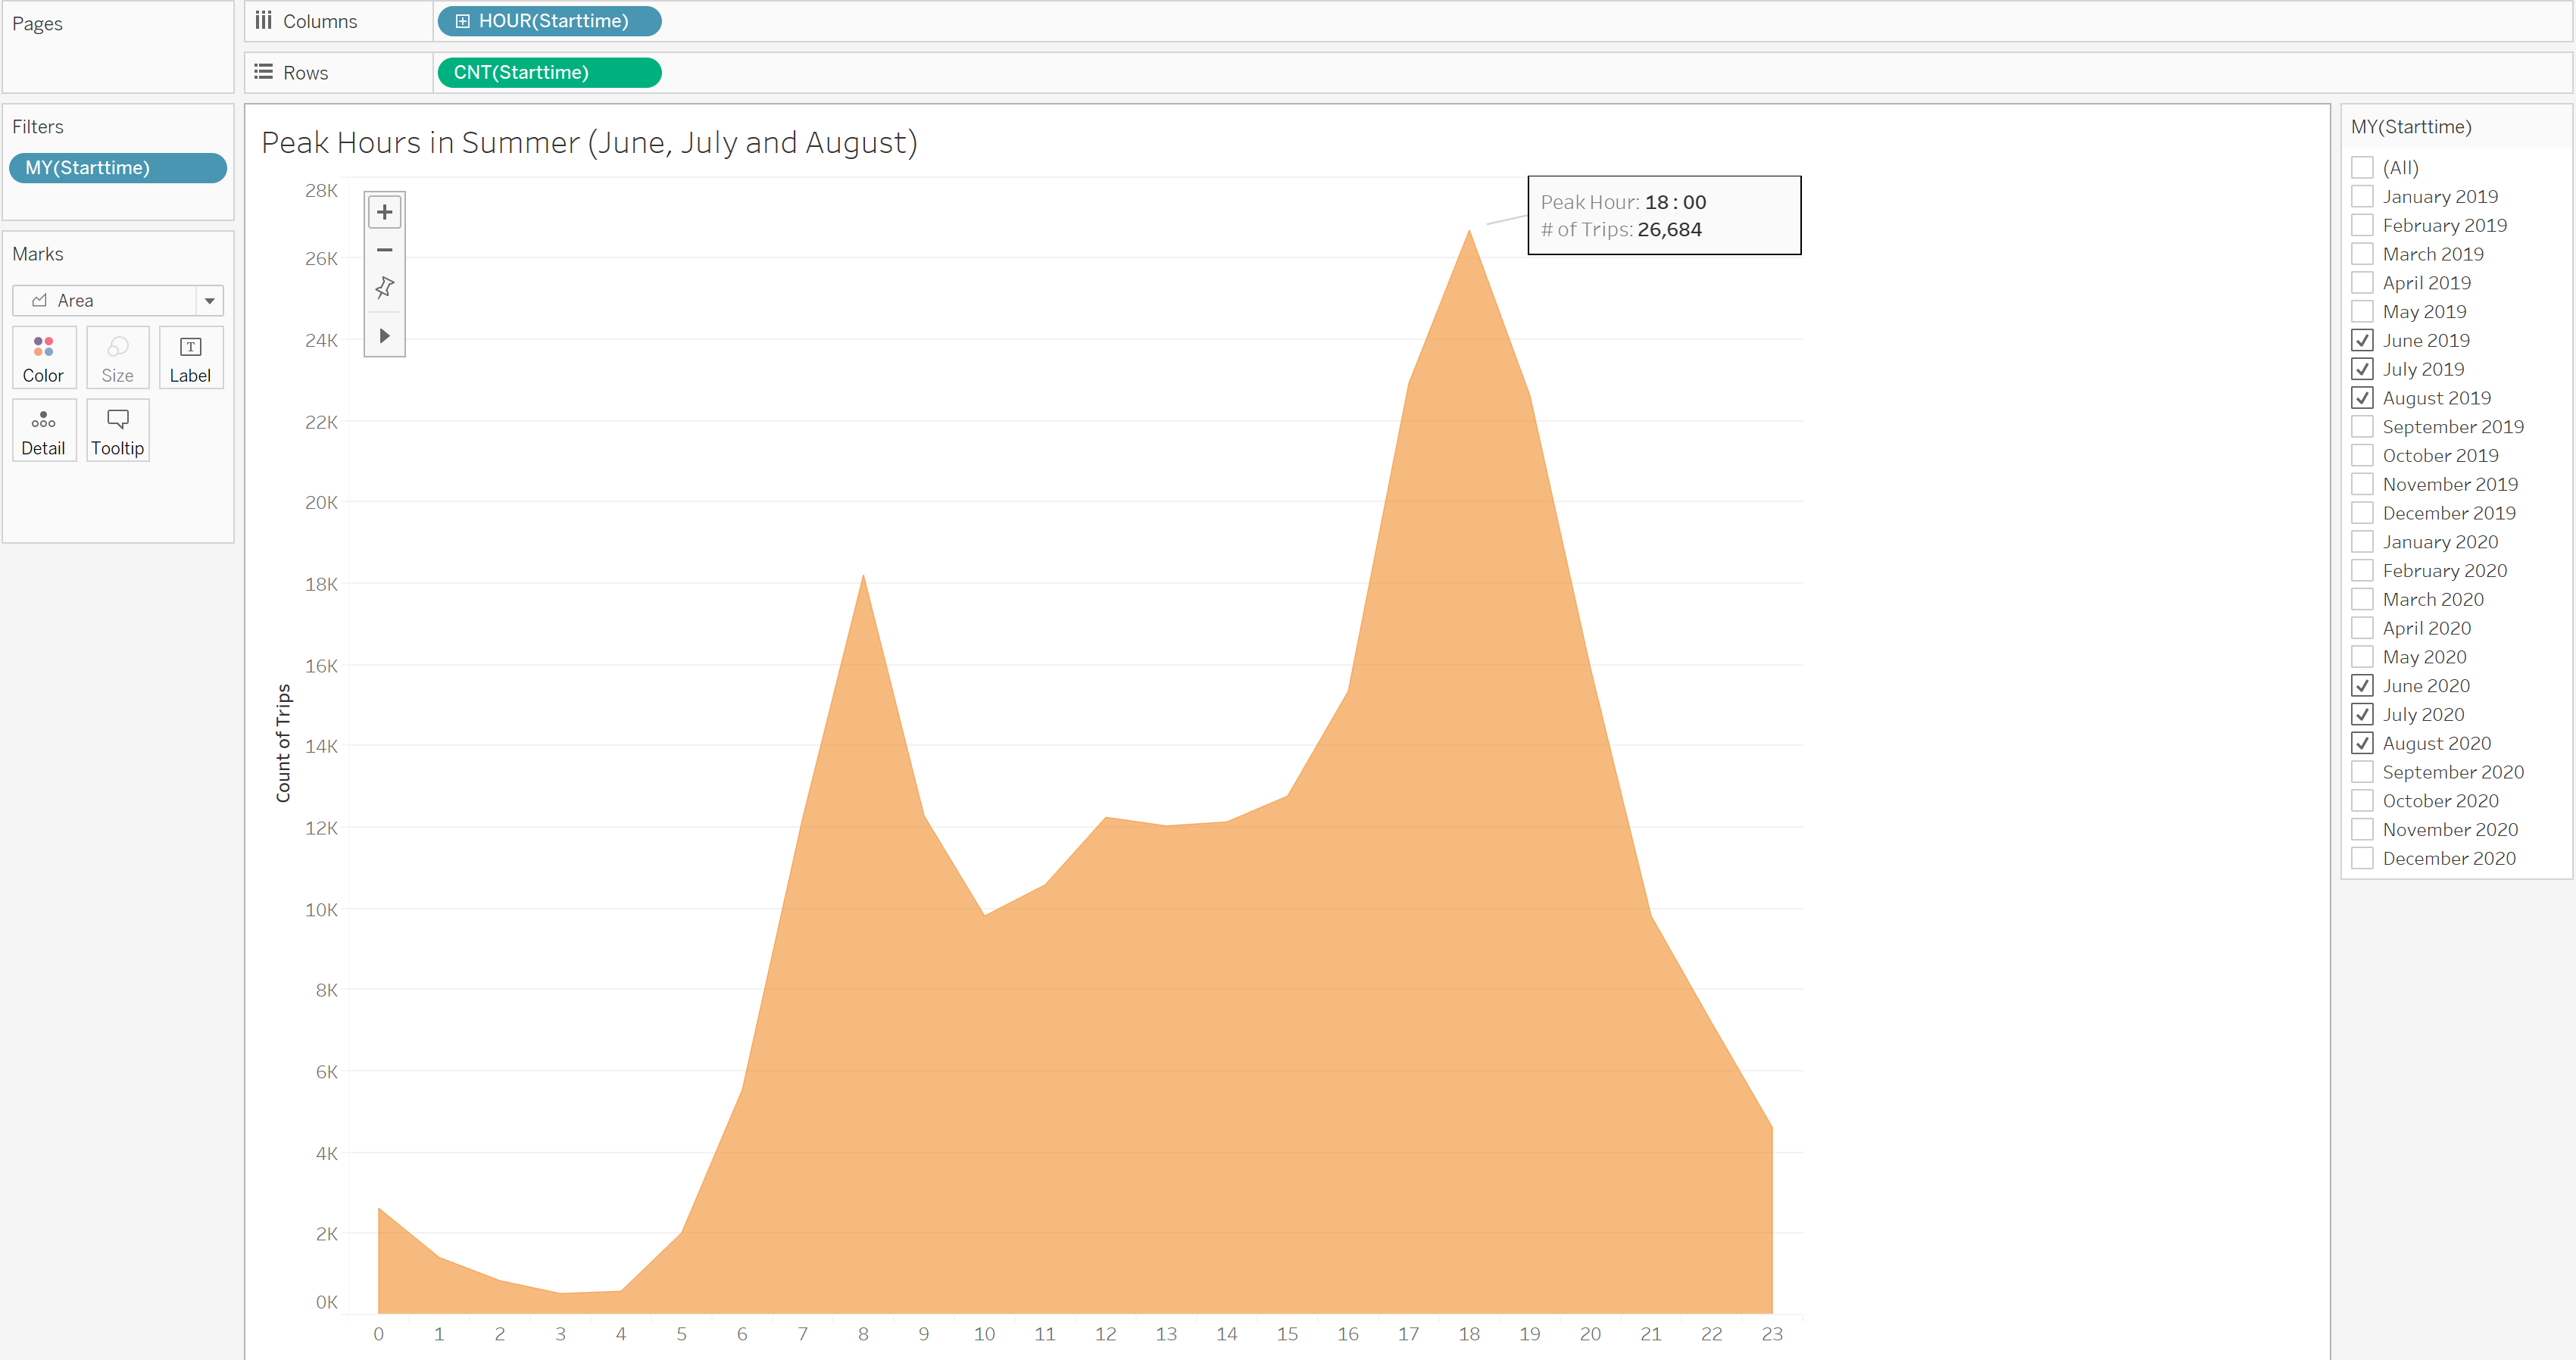 Pages
Columns
HOUR(Starttime)
Rows
CNT(Starttime)
Filters
MY(Starttime)
Marks
Area
Color
Size
Label
Detail
Tooltip
Peak Hours in Summer (June, July and August)
Peak Hour: 18 : 00
# of Trips: 26,684
28K
26K
24K
22K
20K
18K
16K
14K
12K
10K
8K
6K
4K
2K
0K
Count of Trips
0 1 2 3 4 5 6 7 8 9 10 11 12 13 14 15 16 17 18 19 20 21 22 23
MY(Starttime)
(All)
January 2019
February 2019
March 2019
April 2019
May 2019
June 2019
July 2019
August 2019
September 2019
October 2019
November 2019
December 2019
January 2020
February 2020
March 2020
April 2020
May 2020
June 2020
July 2020
August 2020
September 2020
October 2020
November 2020
December 2020